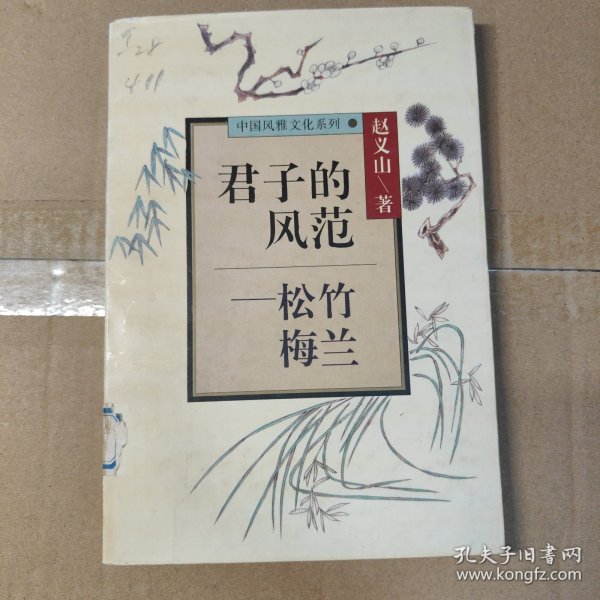 中国风雅文化系列
赵义山\著
君子的
风范
—松竹
梅兰
孔夫子旧書网
www.kongfz.com